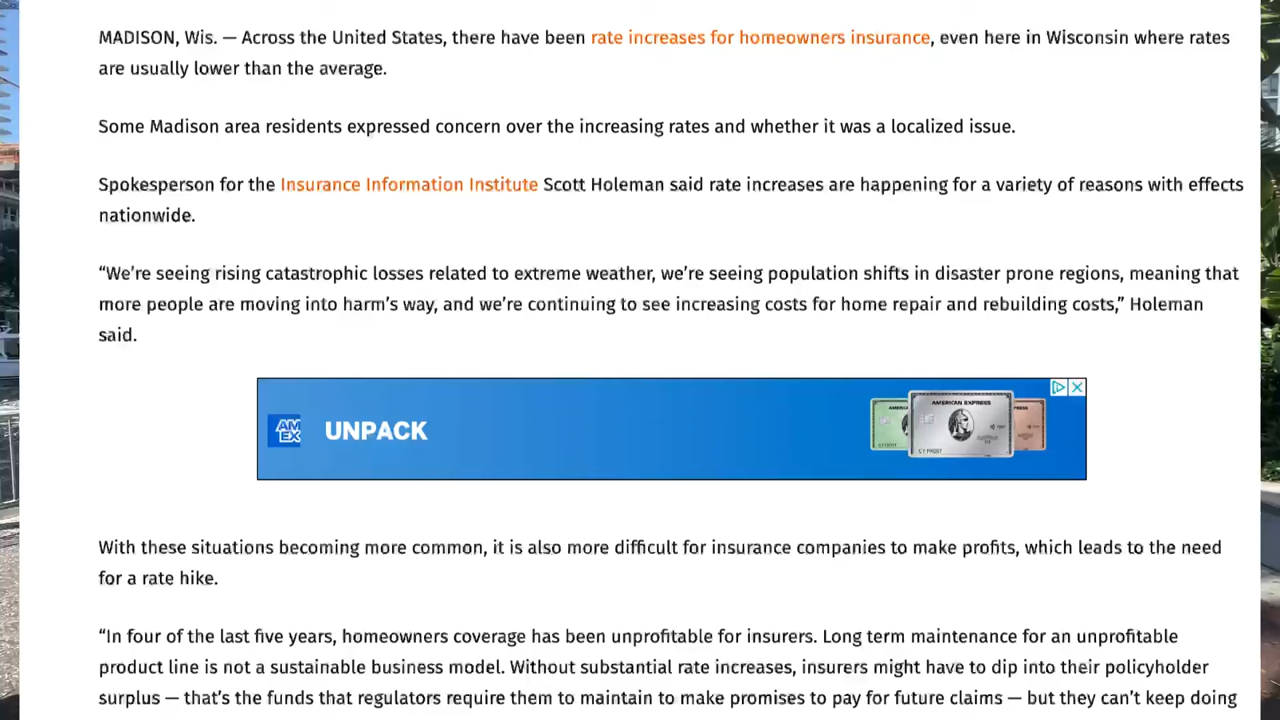 MADISON, Wis. — Across the United States, there have been rate increases for homeowners insurance, even here in Wisconsin where rates
are usually lower than the average.
Some Madison area residents expressed concern over the increasing rates and whether it was a localized issue.
Spokesperson for the Insurance Information Institute Scott Holeman said rate increases are happening for a variety of reasons with effects
nationwide.
“We’re seeing rising catastrophic losses related to extreme weather, we’re seeing population shifts in disaster prone regions, meaning that
more people are moving into harm’s way, and we’re continuing to see increasing costs for home repair and rebuilding costs,” Holeman
said.
AM
EX
UNPACK
AMERICAN EXPRESS
With these situations becoming more common, it is also more difficult for insurance companies to make profits, which leads to the need
for a rate hike.
“In four of the last five years, homeowners coverage has been unprofitable for insurers. Long term maintenance for an unprofitable
product line is not a sustainable business model. Without substantial rate increases, insurers might have to dip into their policyholder
surplus — that’s the funds that regulators require them to maintain to make promises to pay for future claims — but they can’t keep doing